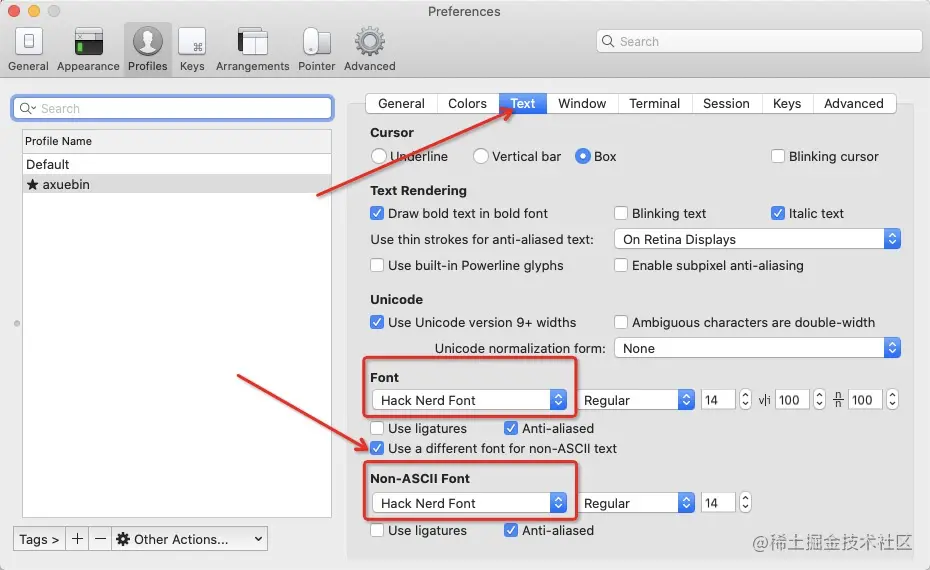 Preferences
General Appearance Profiles Keys Arrangements Pointer Advanced
Search
Search
Profile Name
Default
★ axuebin
Tags > + − Other Actions...
General Colors Text Window Terminal Session Keys Advanced
Cursor
Underline Vertical bar Box Blinking cursor
Text Rendering
Draw bold text in bold font Blinking text Italic text
Use thin strokes for anti-aliased text: On Retina Displays
Use built-in Powerline glyphs Enable subpixel anti-aliasing
Unicode
Use Unicode version 9+ widths Ambiguous characters are double-width
Unicode normalization form: None
Font
Hack Nerd Font Regular 14 v|i 100 n/n 100
Use ligatures Anti-aliased
Use a different font for non-ASCII text
Non-ASCII Font
Hack Nerd Font Regular 14
Use ligatures Anti-aliased
@稀土掘金技术社区